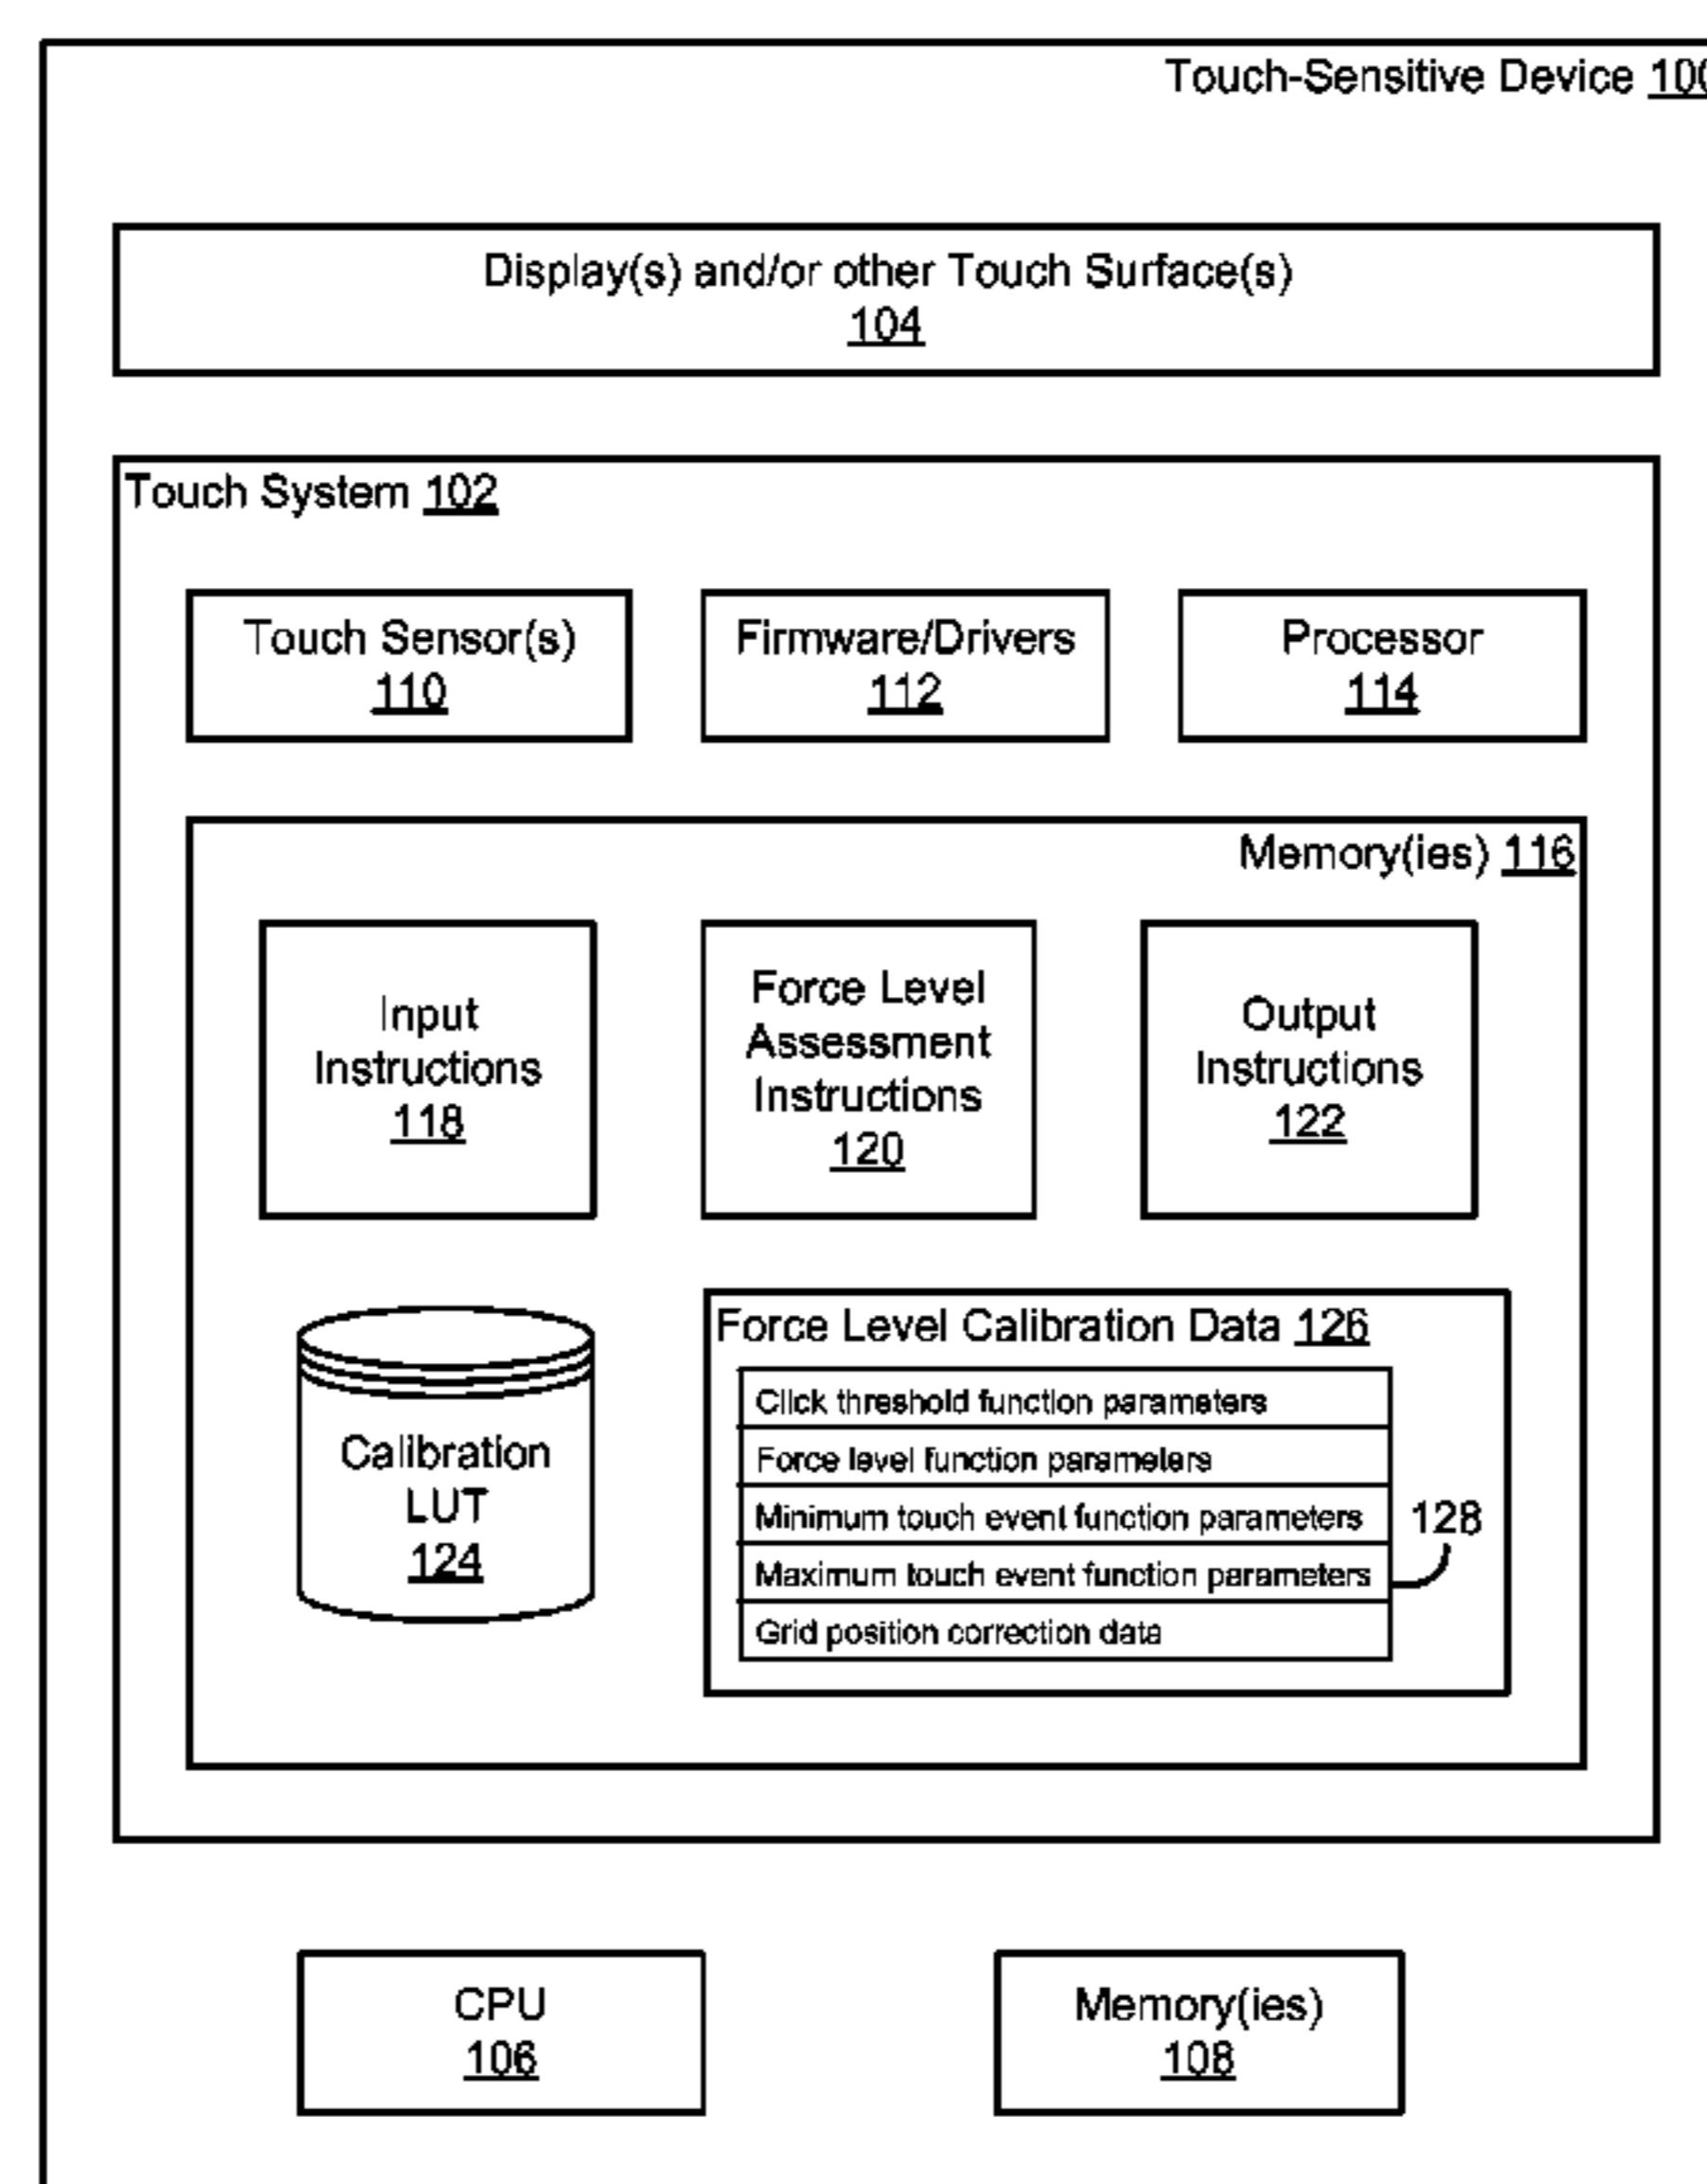 Touch-Sensitive Device 100
Display(s) and/or other Touch Surface(s)
104
Touch System 102
Touch Sensor(s)
110
Firmware/Drivers
112
Processor
114
Memory(ies) 116
Input
Instructions
118
Force Level
Assessment
Instructions
120
Output
Instructions
122
Calibration
LUT
124
Force Level Calibration Data 126
Click threshold function parameters
Force level function parameters
Minimum touch event function parameters
Maximum touch event function parameters
Grid position correction data
128
CPU
106
Memory(ies)
108